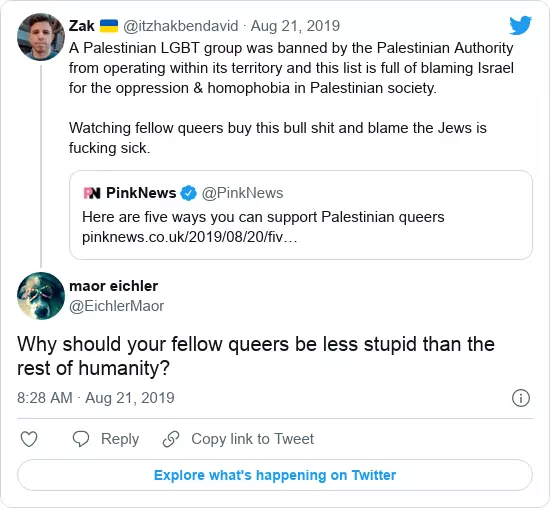 Zak @itzhakbendavid · Aug 21, 2019
A Palestinian LGBT group was banned by the Palestinian Authority
from operating within its territory and this list is full of blaming Israel
for the oppression & homophobia in Palestinian society.
Watching fellow queers buy this bull shit and blame the Jews is
fucking sick.
PN PinkNews @PinkNews
Here are five ways you can support Palestinian queers
pinknews.co.uk/2019/08/20/fiv…
maor eichler
@EichlerMaor
Why should your fellow queers be less stupid than the
rest of humanity?
8:28 AM · Aug 21, 2019
Reply Copy link to Tweet
Explore what's happening on Twitter